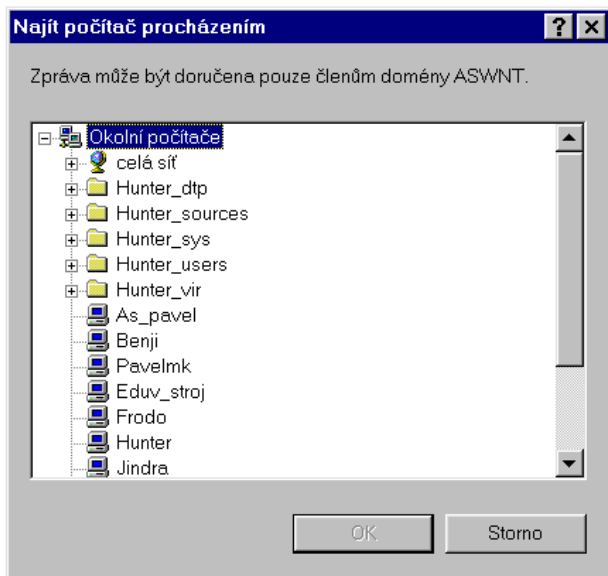 Najít počítač procházením
Zpráva může být doručena pouze členům domény ASWNT.
Okolní počítače
celá síť
Hunter_dtp
Hunter_sources
Hunter_sys
Hunter_users
Hunter_vir
As_pavel
Benji
Pavelmk
Eduv_stroj
Frodo
Hunter
Jindra
OK
Storno